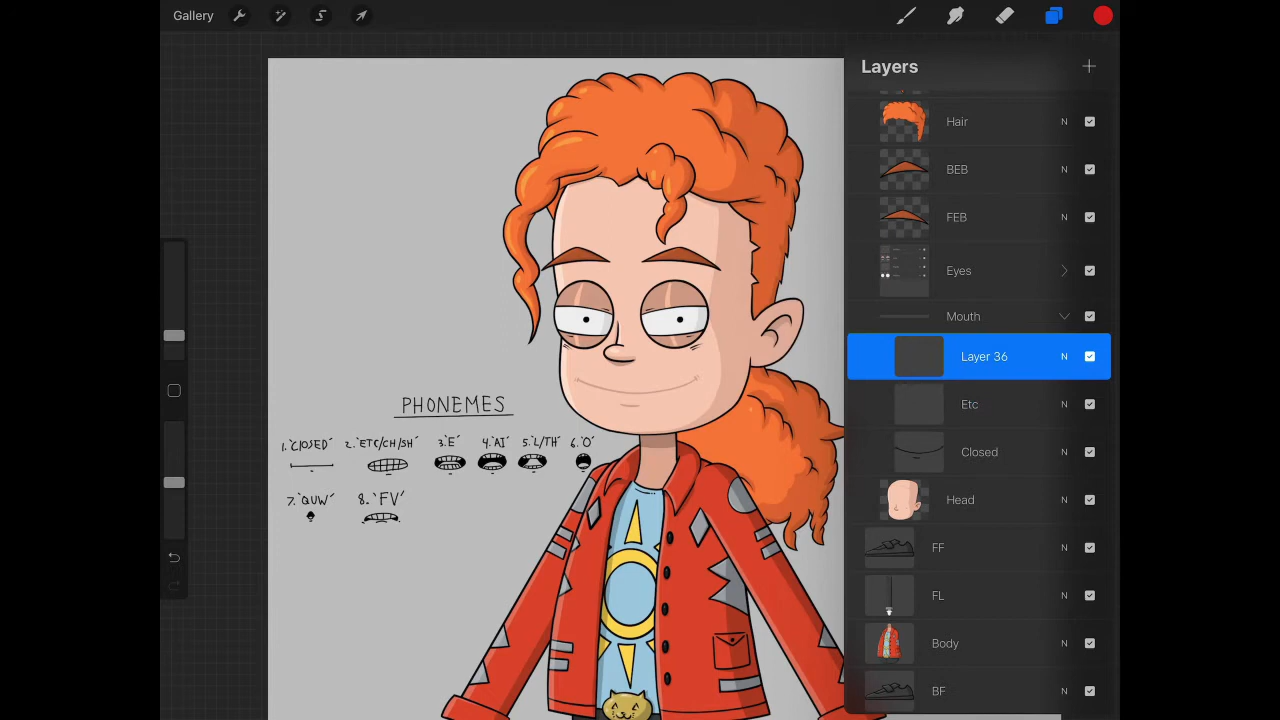 Gallery
Layers
Hair N
BEB N
FEB N
Eyes
Mouth
Layer 36 N
Etc N
Closed N
Head N
FF N
FL N
Body N
BF N
PHONEMES
1. "CLOSED" 2. "ETC/CH/SH" 3. "E" 4. "AI" 5. "L/TH" 6. "O"
7. "QUW" 8. "FV"